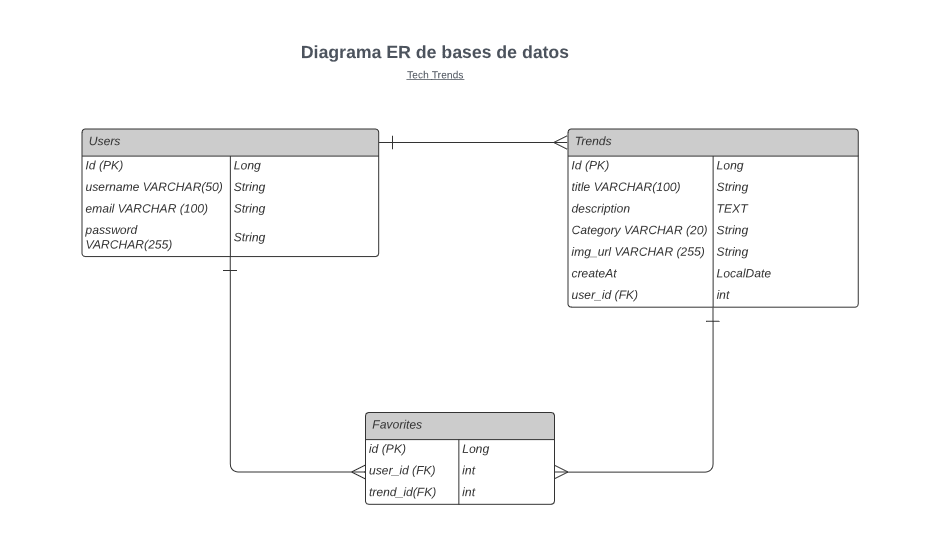 Diagrama ER de bases de datos
Tech Trends
Users
Id (PK) Long
username VARCHAR(50) String
email VARCHAR (100) String
password
VARCHAR(255) String
Trends
Id (PK) Long
title VARCHAR(100) String
description TEXT
Category VARCHAR (20) String
img_url VARCHAR (255) String
createAt LocalDate
user_id (FK) int
Favorites
id (PK) Long
user_id (FK) int
trend_id(FK) int